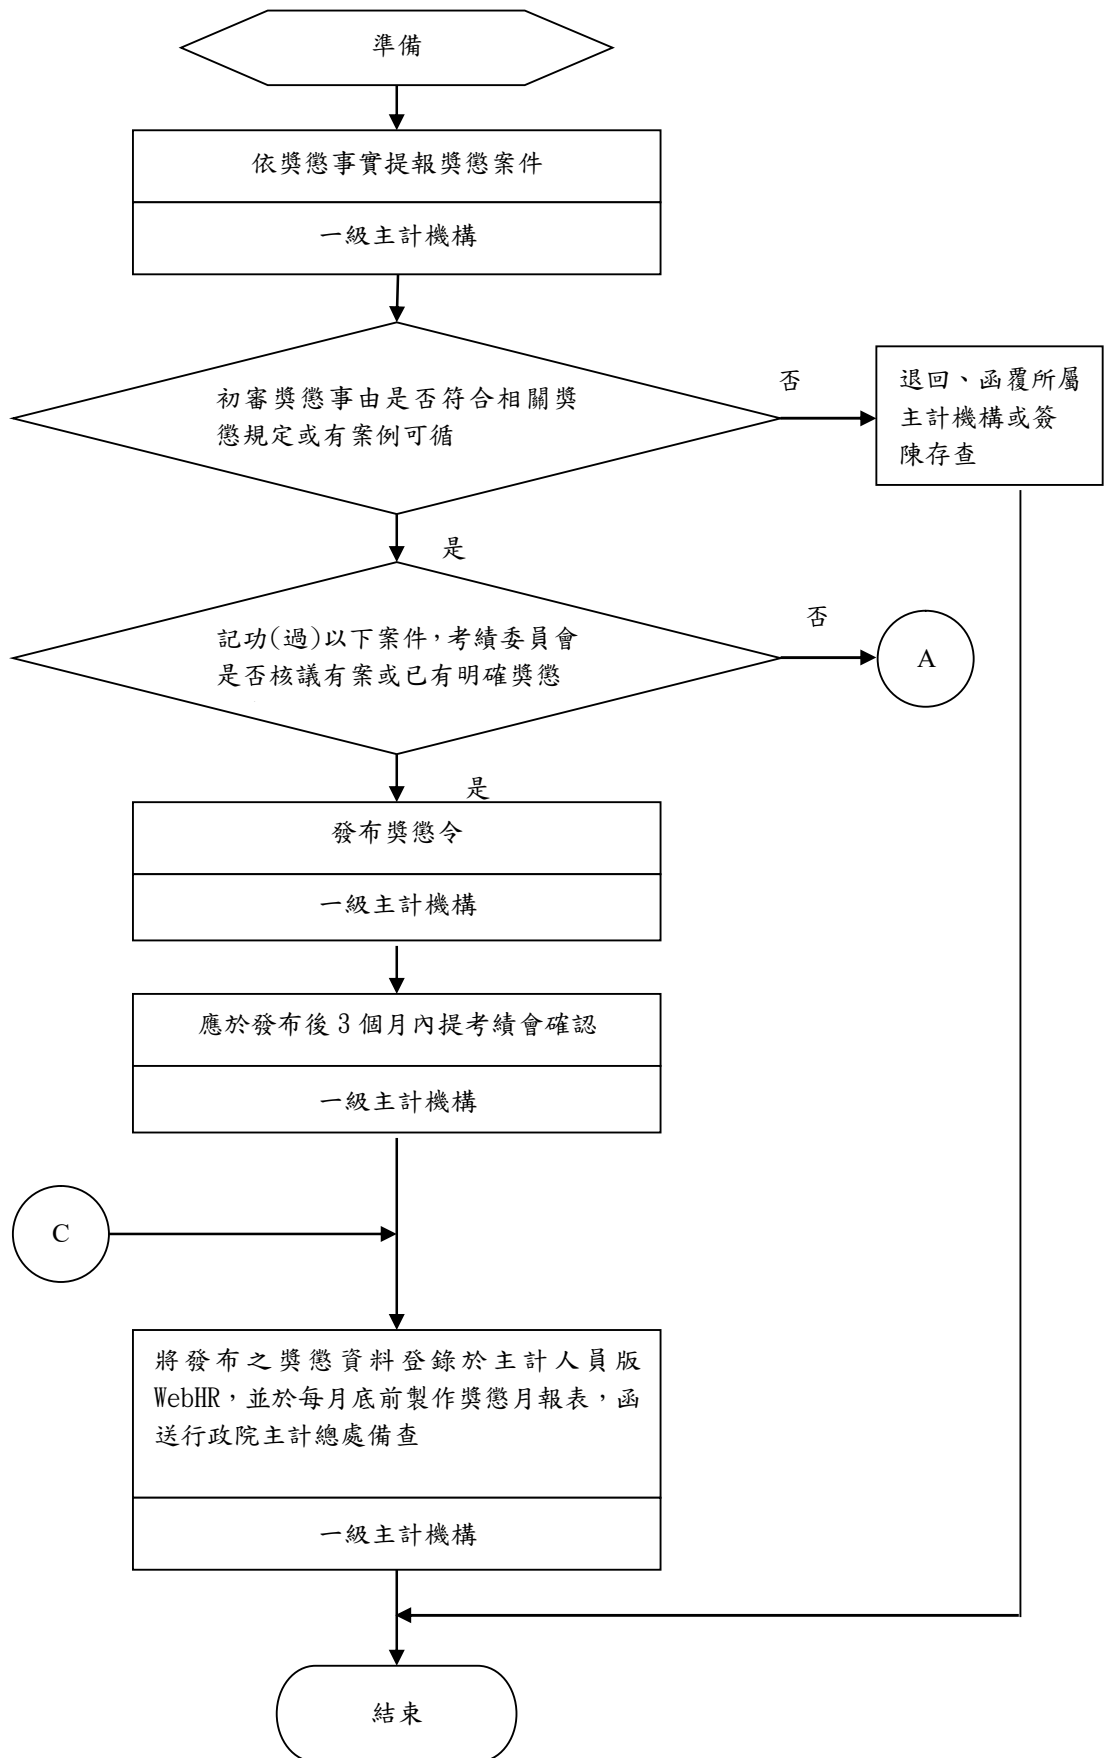 準備
依獎懲事實提報獎懲案件
一級主計機構
初審獎懲事由是否符合相關獎
懲規定或有案例可循
否
退回、函覆所屬
主計機構或簽
陳存查
是
記功(過)以下案件，考績委員會
是否核議有案或已有明確獎懲
否
A
是
發布獎懲令
一級主計機構
應於發布後 3 個月內提考績會確認
一級主計機構
C
將發布之獎懲資料登錄於主計人員版
WebHR，並於每月底前製作獎懲月報表，函
送行政院主計總處備查
一級主計機構
結束